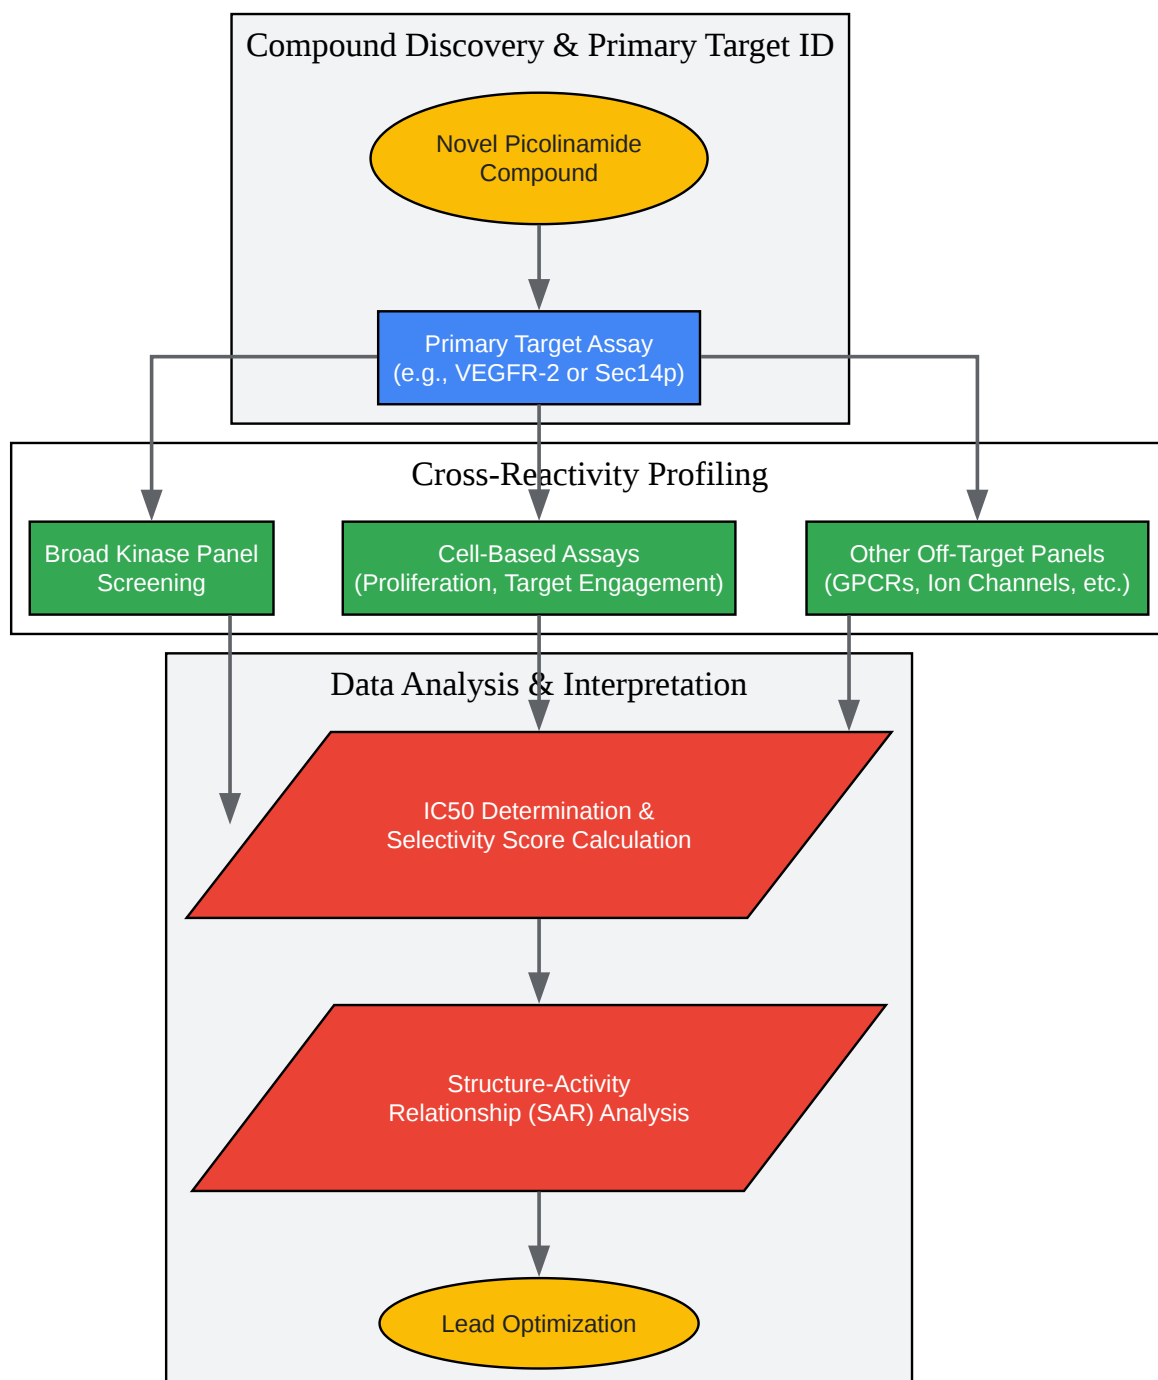 Compound Discovery & Primary Target ID
Novel Picolinamide
Compound
Primary Target Assay
(e.g., VEGFR-2 or Sec14p)
Cross-Reactivity Profiling
Broad Kinase Panel
Screening
Cell-Based Assays
(Proliferation, Target Engagement)
Other Off-Target Panels
(GPCRs, Ion Channels, etc.)
Data Analysis & Interpretation
IC50 Determination &
Selectivity Score Calculation
Structure-Activity
Relationship (SAR) Analysis
Lead Optimization